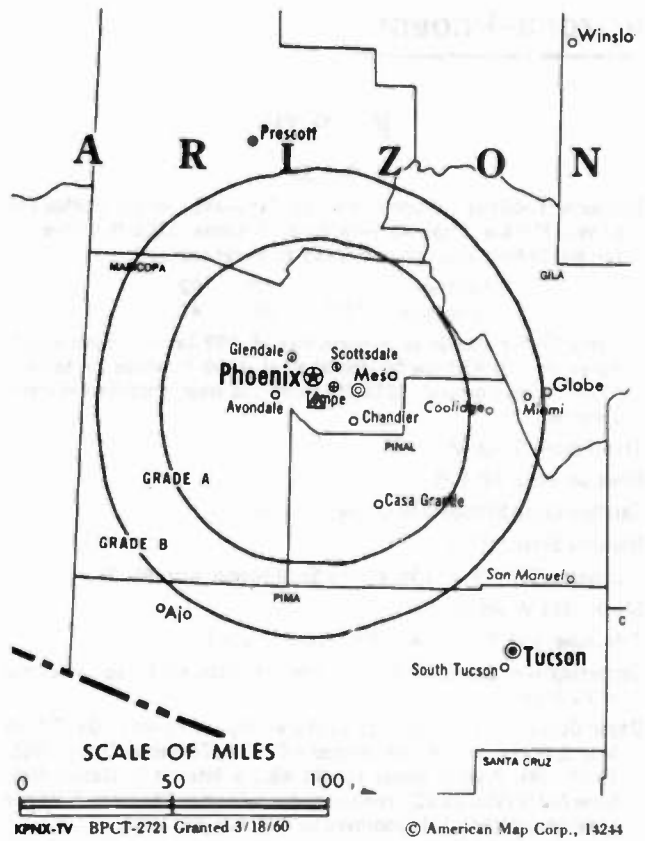 Winslo
Prescott
A R I Z O N
MARICOPA
GILA
Glendale
Scottsdale
Phoenix
Mesa
Globe
Avondale
Chandler
Coolidge
Miami
PINAL
GRADE A
Casa Grande
GRADE B
San Manuel
PIMA
Ajo
C
Tucson
South Tucson
SCALE OF MILES
SANTA CRUZ
0 50 100
KPNX-TV BPCT-2721 Granted 3/18/60 © American Map Corp., 14244